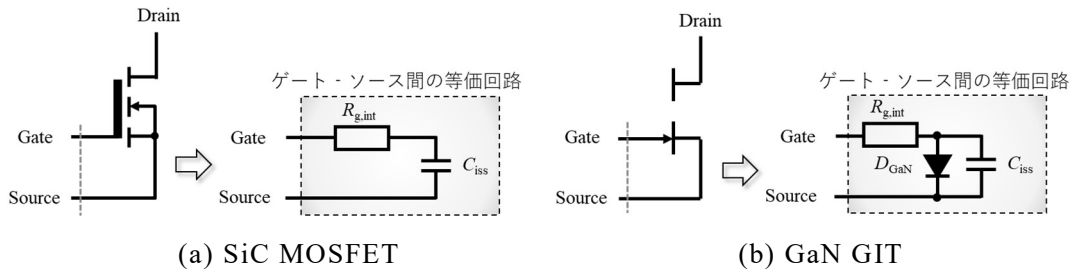 Drain
ゲート - ソース間の等価回路
R_g,int
Gate
Gate
C_iss
Source
Source
(a) SiC MOSFET
Drain
ゲート - ソース間の等価回路
R_g,int
Gate
Gate
D_GaN
C_iss
Source
Source
(b) GaN GIT